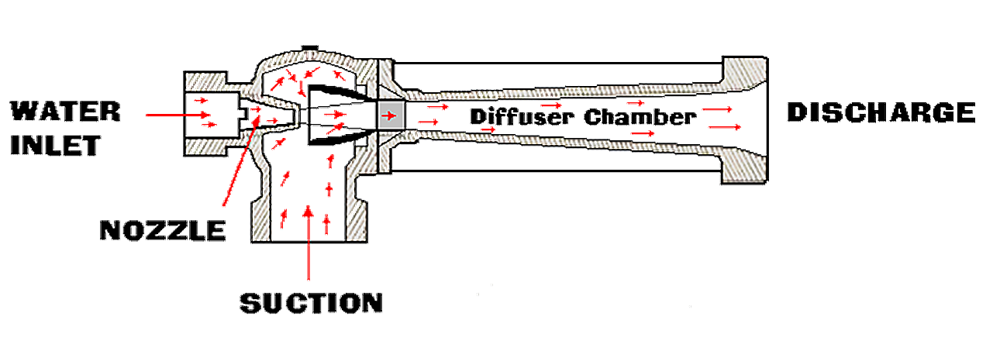 WATER
INLET
NOZZLE
SUCTION
Diffuser Chamber
DISCHARGE